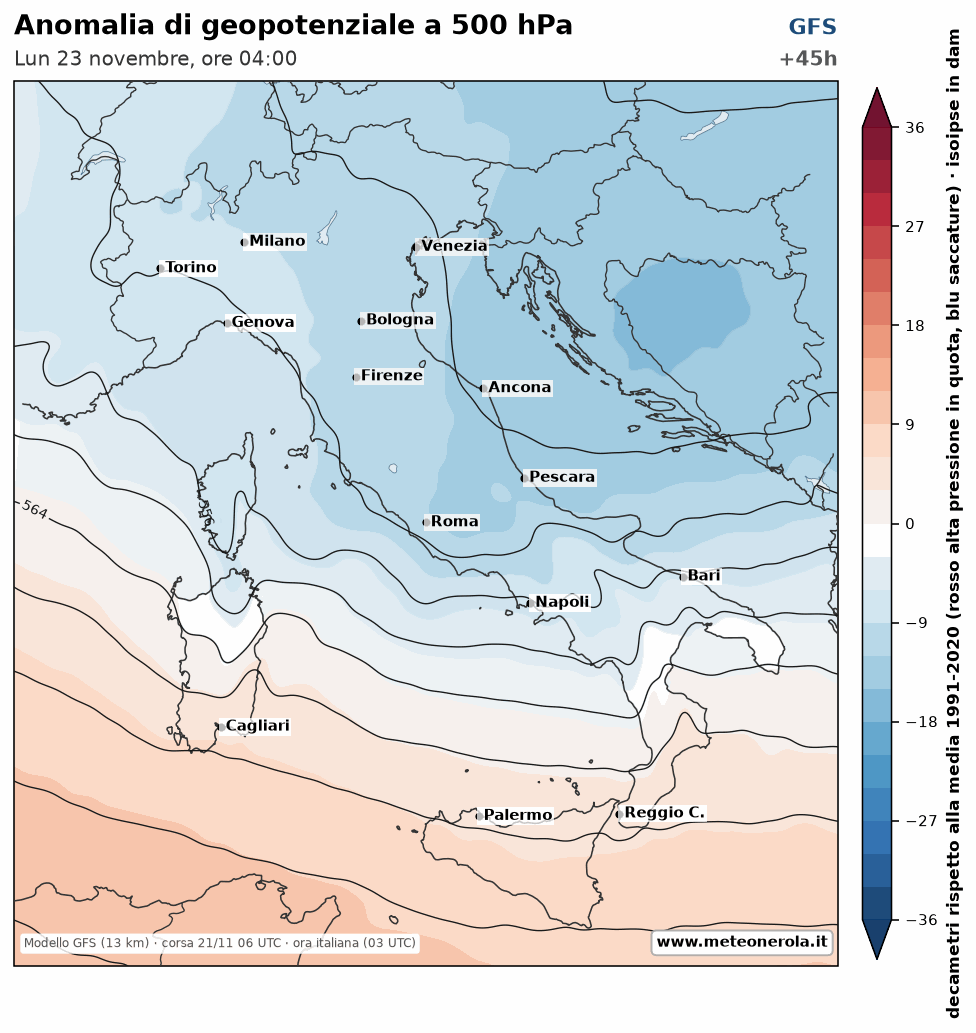 Anomalia di geopotenziale a 500 hPa
GFS
Lun 23 novembre, ore 04:00
+45h
Milano
Venezia
Torino
Genova
Bologna
Firenze
Ancona
Pescara
564
Roma
Bari
Napoli
Cagliari
Palermo
Reggio C.
Modello GFS (13 km) · corsa 21/11 06 UTC · ora italiana (03 UTC)
www.meteonerola.it
36
27
18
9
0
−9
−18
−27
−36
decametri rispetto alla media 1991-2020 (rosso alta pressione in quota, blu saccature) · isoipse in dam